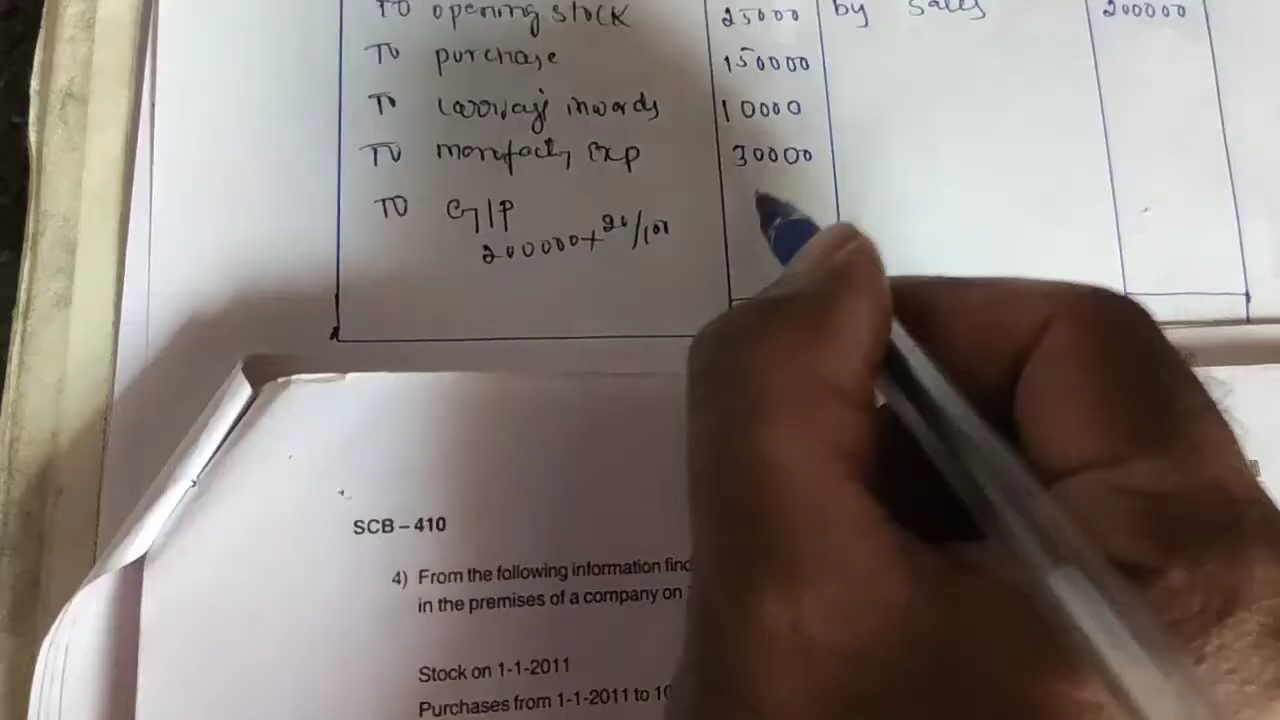 To opening stock 25000 by sales 200000
To purchase 150000
To inwards 10000
To exp 30000
To G/P
200000 x 20/100
SCB – 410
4) From the following information find
in the premises of a company on
Stock on 1-1-2011
Purchases from 1-1-2011 to 10